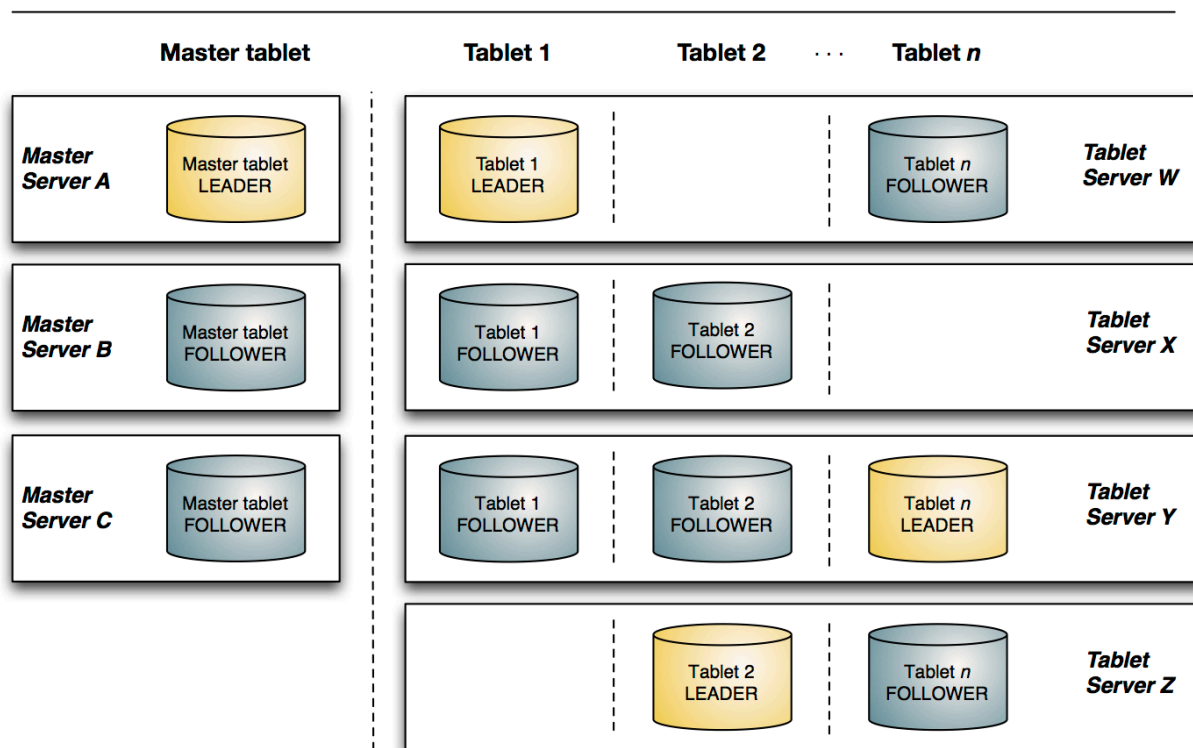 Master tablet
Tablet 1
Tablet 2
. . .
Tablet n
Master
Server A
Master tablet
LEADER
Tablet 1
LEADER
Tablet n
FOLLOWER
Tablet
Server W
Master
Server B
Master tablet
FOLLOWER
Tablet 1
FOLLOWER
Tablet 2
FOLLOWER
Tablet
Server X
Master
Server C
Master tablet
FOLLOWER
Tablet 1
FOLLOWER
Tablet 2
FOLLOWER
Tablet n
LEADER
Tablet
Server Y
Tablet 2
LEADER
Tablet n
FOLLOWER
Tablet
Server Z